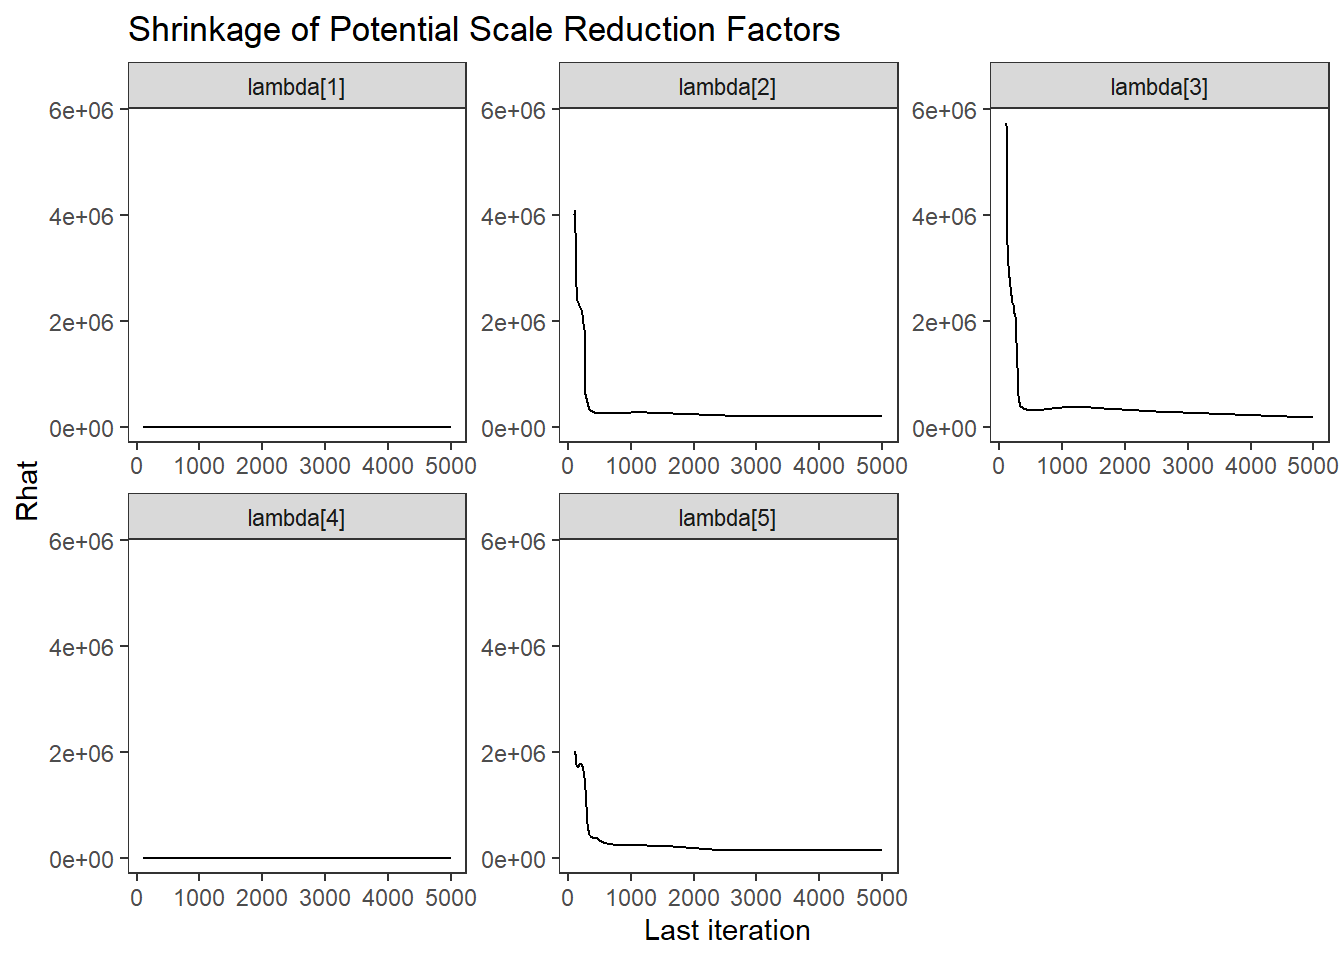 Shrinkage of Potential Scale Reduction Factors
lambda[1] lambda[2] lambda[3]
6e+06 6e+06 6e+06
4e+06 4e+06 4e+06
2e+06 2e+06 2e+06
0e+00 0e+00 0e+00
0 1000 2000 3000 4000 5000 0 1000 2000 3000 4000 5000 0 1000 2000 3000 4000 5000
Rhat
lambda[4] lambda[5]
6e+06 6e+06
4e+06 4e+06
2e+06 2e+06
0e+00 0e+00
0 1000 2000 3000 4000 5000 0 1000 2000 3000 4000 5000
Last iteration